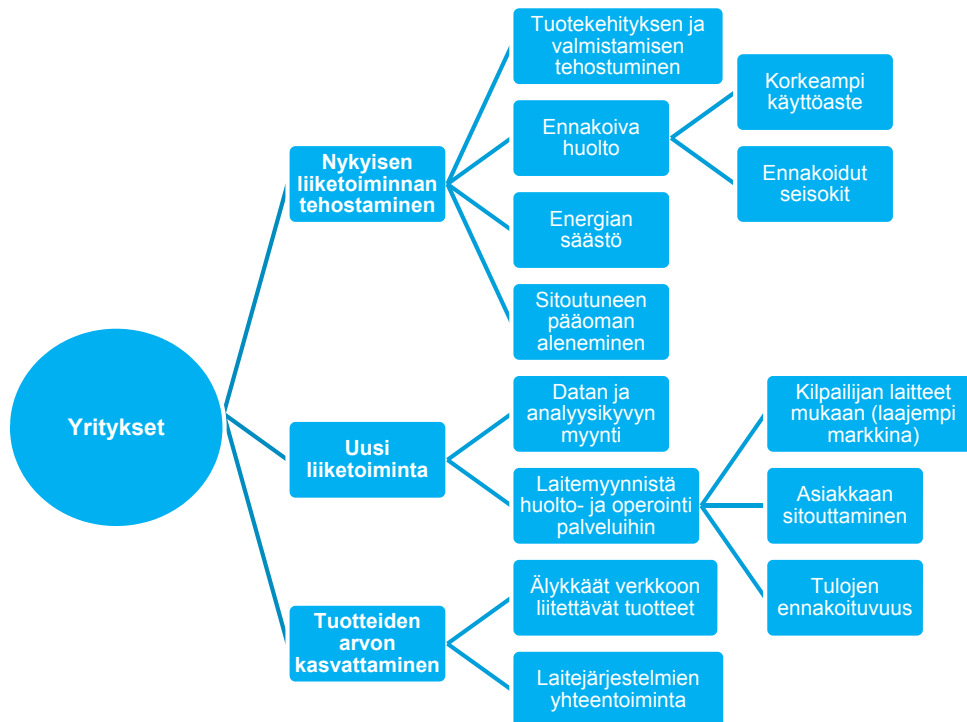 Yritykset
Nykyisen
liiketoiminnan
tehostaminen
Tuotekehityksen ja
valmistamisen
tehostuminen
Ennakoiva
huolto
Korkeampi
käyttöaste
Ennakoidut
seisokit
Energian
säästö
Sitoutuneen
pääoman
aleneminen
Uusi
liiketoiminta
Datan ja
analyysikyvyn
myynti
Laitemyynnistä
huolto- ja operointi
palveluihin
Kilpailijan laitteet
mukaan (laajempi
markkina)
Asiakkaan
sitouttaminen
Tulojen
ennakoituvuus
Tuotteiden
arvon
kasvattaminen
Älykkäät verkkoon
liitettävät tuotteet
Laitejärjestelmien
yhteentoiminta